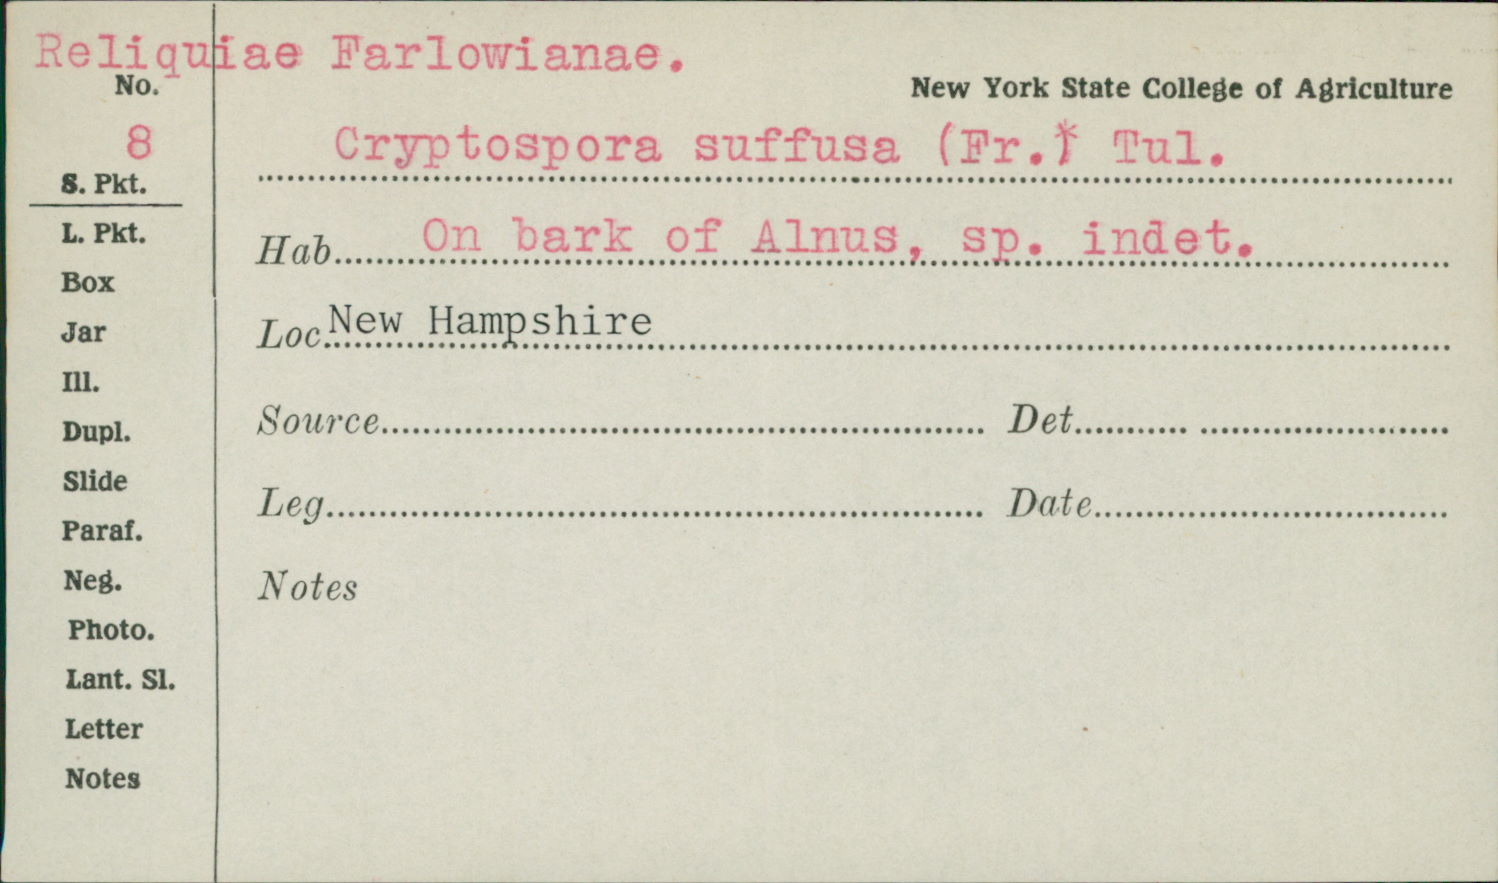 Reliquiae Farlowianae.
No.
New York State College of Agriculture
8
Cryptospora suffusa (Fr.) Tul.
S. Pkt.
L. Pkt.
Hab. On bark of Alnus, sp. indet.
Box
Jar
Loc. New Hampshire
Ill.
Dupl.
Source
Det.
Slide
Leg.
Date
Paraf.
Neg.
Notes
Photo.
Lant. Sl.
Letter
Notes